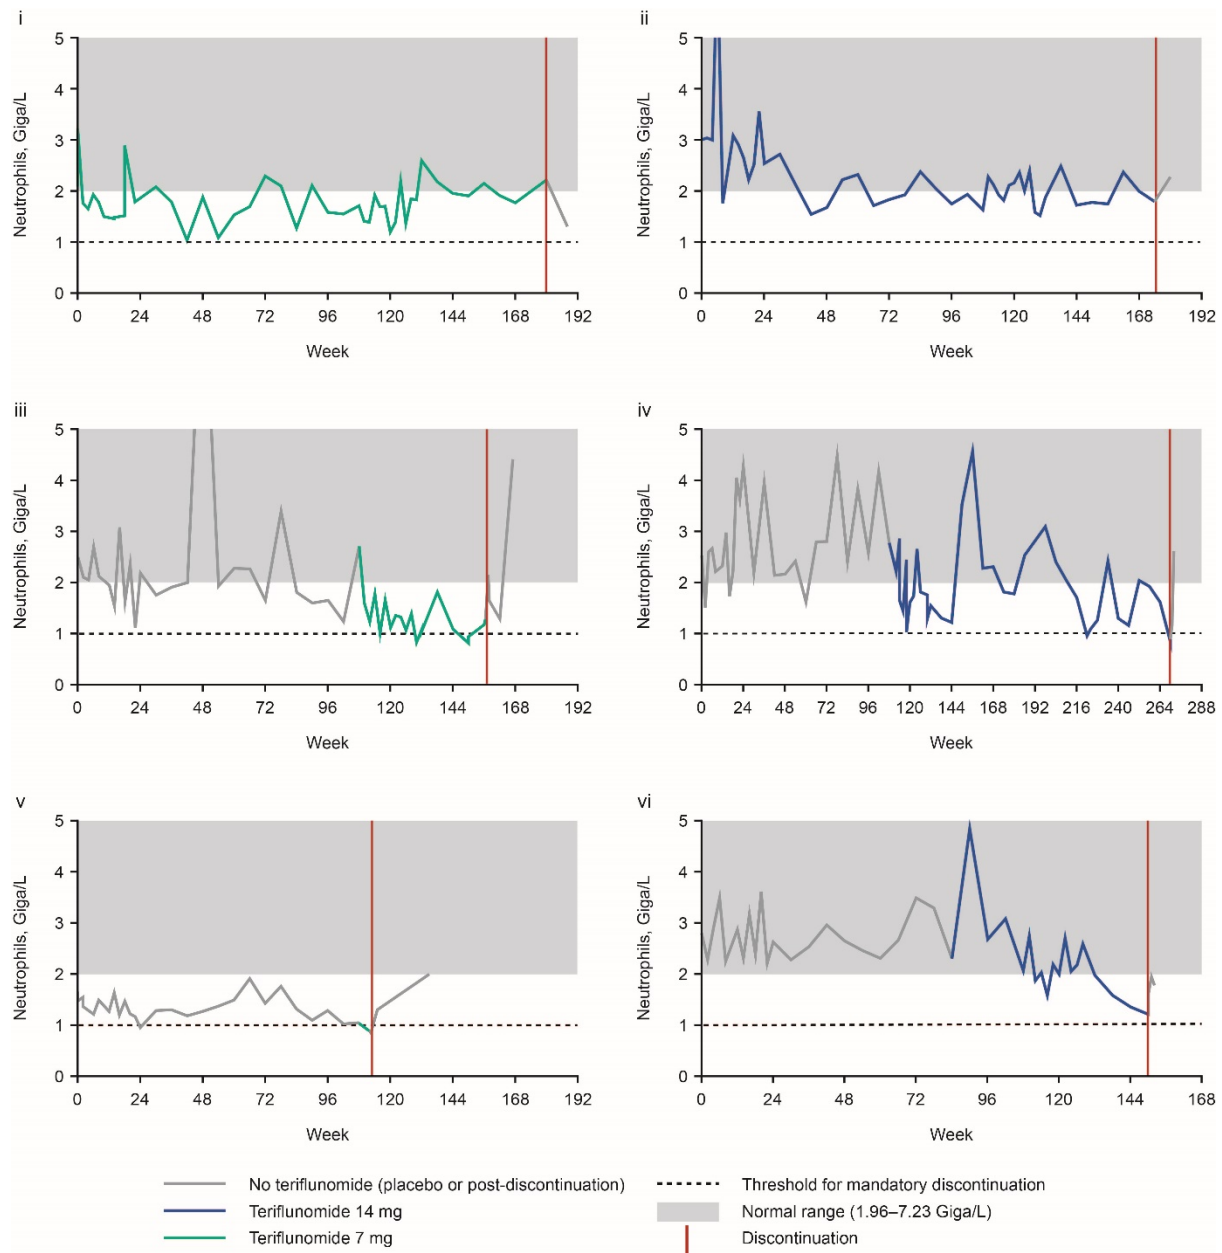 i
Neutrophils, Giga/L
5
4
3
2
1
0
0 24 48 72 96 120 144 168 192
Week
ii
Neutrophils, Giga/L
5
4
3
2
1
0
0 24 48 72 96 120 144 168 192
Week
iii
Neutrophils, Giga/L
5
4
3
2
1
0
0 24 48 72 96 120 144 168 192
Week
iv
Neutrophils, Giga/L
5
4
3
2
1
0
0 24 48 72 96 120 144 168 192 216 240 264 288
Week
v
Neutrophils, Giga/L
5
4
3
2
1
0
0 24 48 72 96 120 144 168 192
Week
vi
Neutrophils, Giga/L
5
4
3
2
1
0
0 24 48 72 96 120 144 168
Week
No teriflunomide (placebo or post-discontinuation)
Teriflunomide 14 mg
Teriflunomide 7 mg
Threshold for mandatory discontinuation
Normal range (1.96–7.23 Giga/L)
Discontinuation